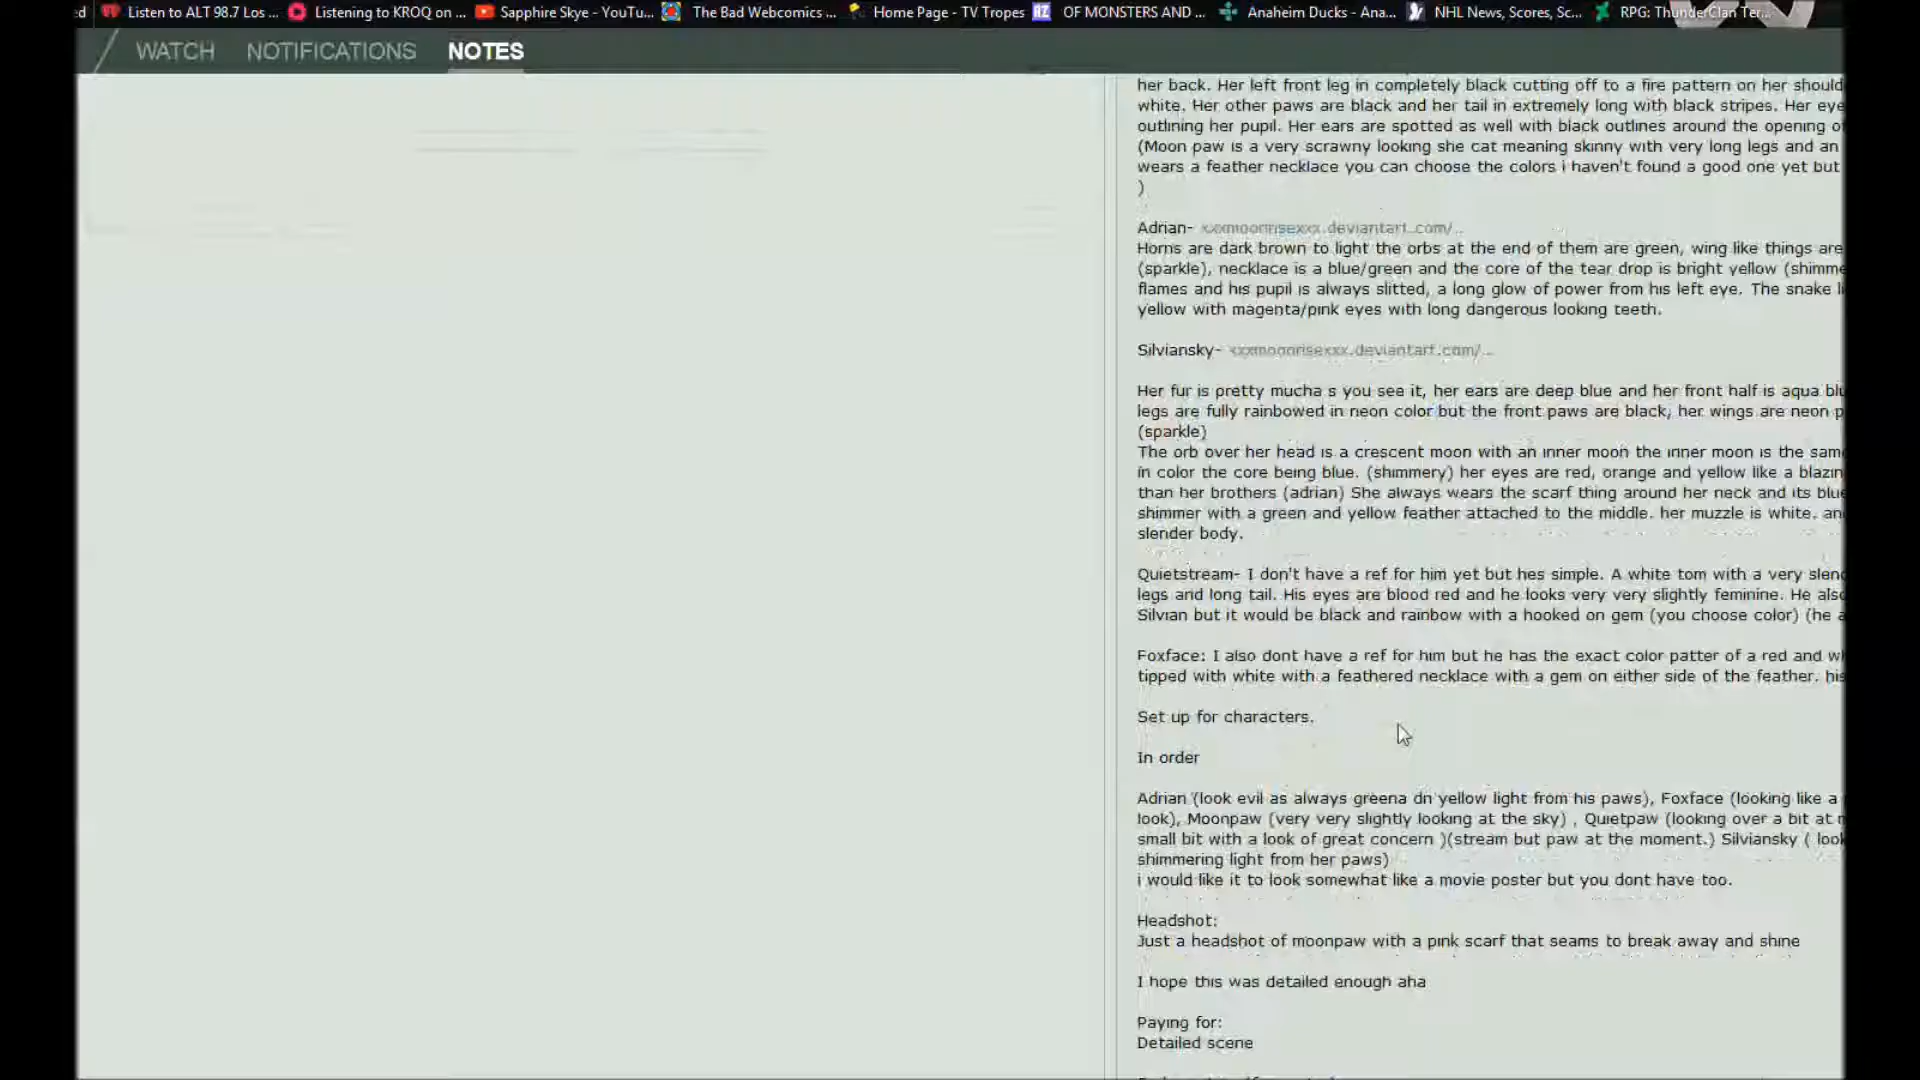 ed Listen to ALT 98.7 Los ... Listening to KROQ on ... Sapphire Skye - YouTu... The Bad Webcomics ... Home Page - TV Tropes OF MONSTERS AND ... Anaheim Ducks - Ana... NHL News, Scores, Sc... RPG: ThunderClan Ter...
WATCH NOTIFICATIONS NOTES
her back. Her left front leg in completely black cutting off to a fire pattern on her should
white. Her other paws are black and her tail in extremely long with black stripes. Her eye
outlining her pupil. Her ears are spotted as well with black outlines around the opening o
(Moon paw is a very scrawny looking she cat meaning skinny with very long legs and an
wears a feather necklace you can choose the colors i haven't found a good one yet but
)
Adrian- xxxmoonrisexxx.deviantart.com/...
Horns are dark brown to light the orbs at the end of them are green, wing like things are
(sparkle), necklace is a blue/green and the core of the tear drop is bright yellow (shimme
flames and his pupil is always slitted, a long glow of power from his left eye. The snake li
yellow with magenta/pink eyes with long dangerous looking teeth.
Silviansky- xxxmoonrisexxx.deviantart.com/...
Her fur is pretty mucha s you see it, her ears are deep blue and her front half is aqua blu
legs are fully rainbowed in neon color but the front paws are black, her wings are neon p
(sparkle)
The orb over her head is a crescent moon with an inner moon the inner moon is the sam
in color the core being blue. (shimmery) her eyes are red, orange and yellow like a blazin
than her brothers (adrian) She always wears the scarf thing around her neck and its blue
shimmer with a green and yellow feather attached to the middle. her muzzle is white. an
slender body.
Quietstream- I don't have a ref for him yet but hes simple. A white tom with a very slend
legs and long tail. His eyes are blood red and he looks very very slightly feminine. He also
Silvian but it would be black and rainbow with a hooked on gem (you choose color) (he a
Foxface: I also dont have a ref for him but he has the exact color patter of a red and w
tipped with white with a feathered necklace with a gem on either side of the feather. his
Set up for characters.
In order
Adrian (look evil as always greena dn yellow light from his paws), Foxface (looking like a
look), Moonpaw (very very slightly looking at the sky) , Quietpaw (looking over a bit at
small bit with a look of great concern )(stream but paw at the moment.) Silviansky ( look
shimmering light from her paws)
i would like it to look somewhat like a movie poster but you dont have too.
Headshot:
Just a headshot of moonpaw with a pink scarf that seams to break away and shine
I hope this was detailed enough aha
Paying for:
Detailed scene